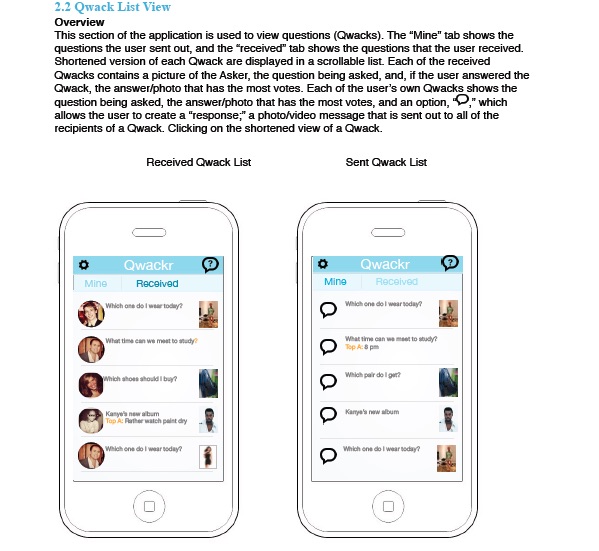 2.2 Qwack List View
Overview
This section of the application is used to view questions (Qwacks). The “Mine” tab shows the
questions the user sent out, and the “received” tab shows the questions that the user received.
Shortened version of each Qwack are displayed in a scrollable list. Each of the received
Qwacks contains a picture of the Asker, the question being asked, and, if the user answered the
Qwack, the answer/photo that has the most votes. Each of the user’s own Qwacks shows the
question being asked, the answer/photo that has the most votes, and an option, “ ,” which
allows the user to create a “response;” a photo/video message that is sent out to all of the
recipients of a Qwack. Clicking on the shortened view of a Qwack.
Received Qwack List
Sent Qwack List
Qwackr ?
Mine Received
Which one do I wear today?
What time can we meet to study?
Which shoes should I buy?
Kanye's new album
Top A: Rather watch paint dry
Which one do I wear today?
Qwackr ?
Mine Received
Which one do I wear today?
What time can we meet to study?
Top A: 8 pm
Which pair do I get?
Kanye's new album
Which one do I wear today?